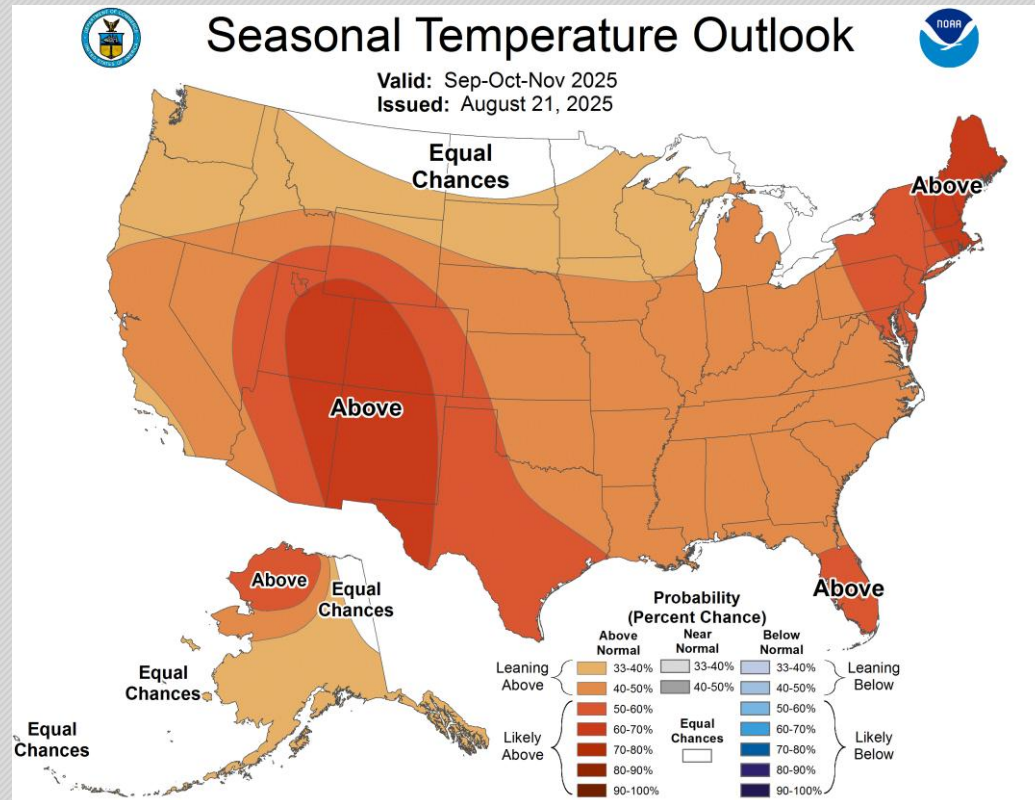 Seasonal Temperature Outlook
NOAA
Valid: Sep-Oct-Nov 2025
Issued: August 21, 2025
Equal
Chances
Above
Above
Above
Above
Equal
Chances
Equal
Chances
Equal
Chances
Probability
(Percent Chance)
Above
Normal
Near
Normal
Below
Normal
Leaning
Above
33-40%
33-40%
33-40%
Leaning
Below
40-50%
40-50%
40-50%
Likely
Above
50-60%
60-70%
70-80%
80-90%
90-100%
Equal
Chances
50-60%
60-70%
70-80%
80-90%
90-100%
Likely
Below